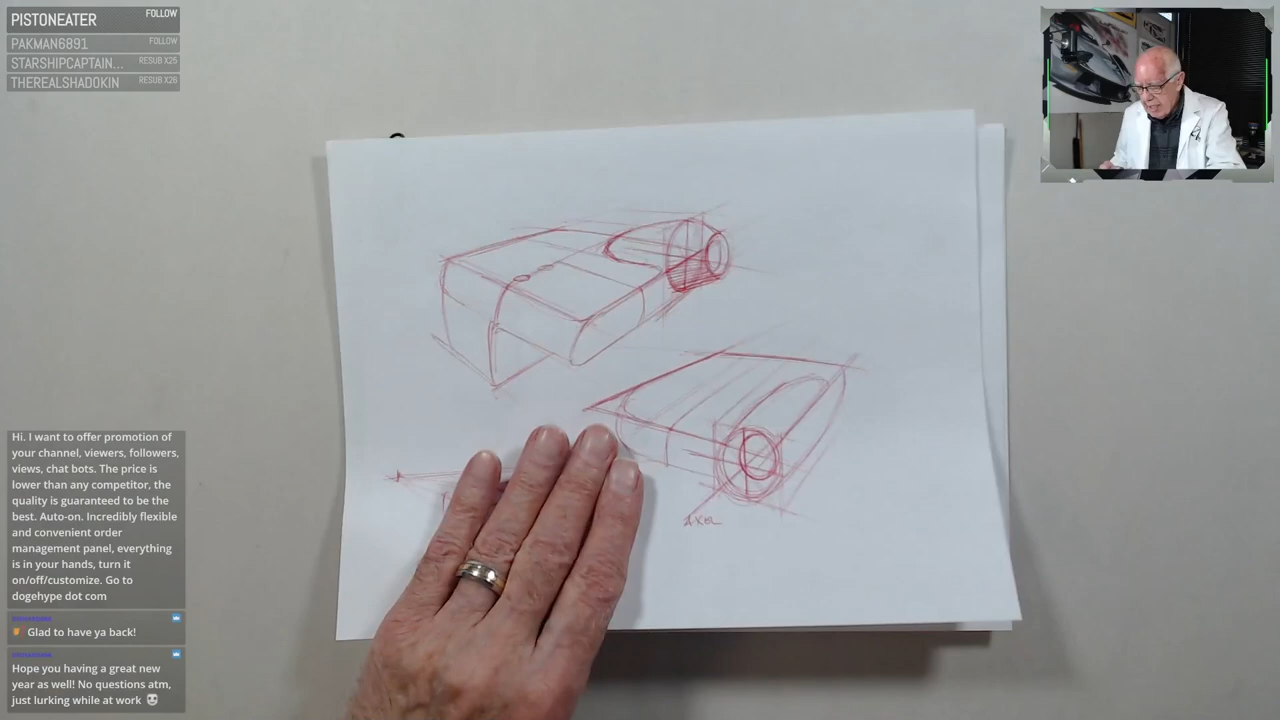 PISTONEATER FOLLOW
PAKMAN6891 FOLLOW
STARSHIPCAPTAIN... RESUB X25
THEREALSHADOKIN RESUB X26
Hi. I want to offer promotion of
your channel, viewers, followers,
views, chat bots. The price is
lower than any competitor, the
quality is guaranteed to be the
best. Auto-on. Incredibly flexible
and convenient order
management panel, everything
is in your hands, turn it
on/off/customize. Go to
dogehype dot com
Glad to have ya back!
Hope you having a great new
year as well! No questions atm,
just lurking while at work